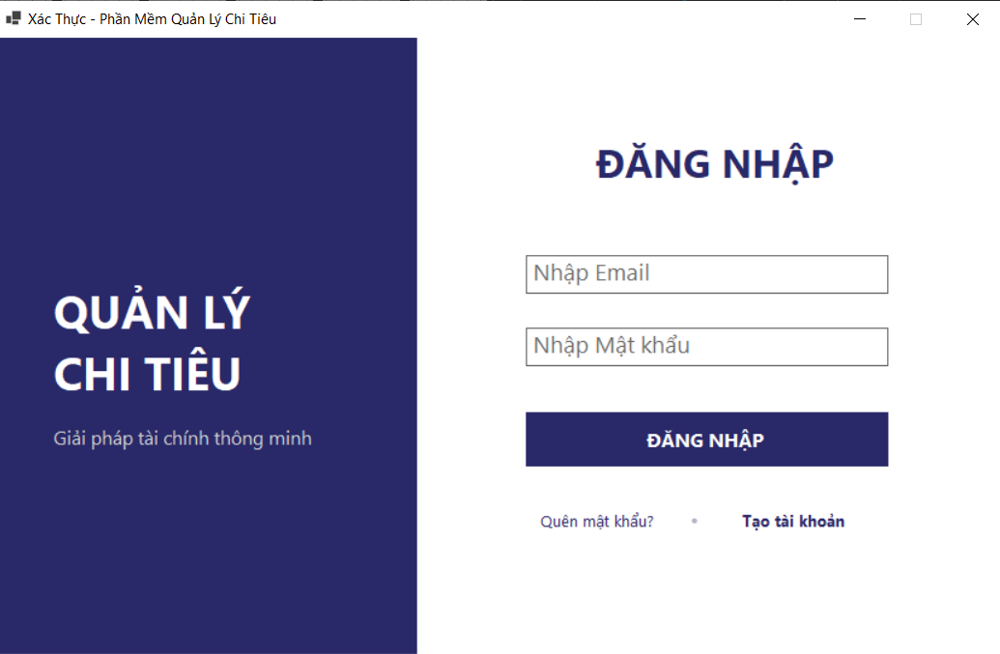 Xác Thực - Phần Mềm Quản Lý Chi Tiêu
QUẢN LÝ
CHI TIÊU
Giải pháp tài chính thông minh
ĐĂNG NHẬP
Nhập Email
Nhập Mật khẩu
ĐĂNG NHẬP
Quên mật khẩu? • Tạo tài khoản